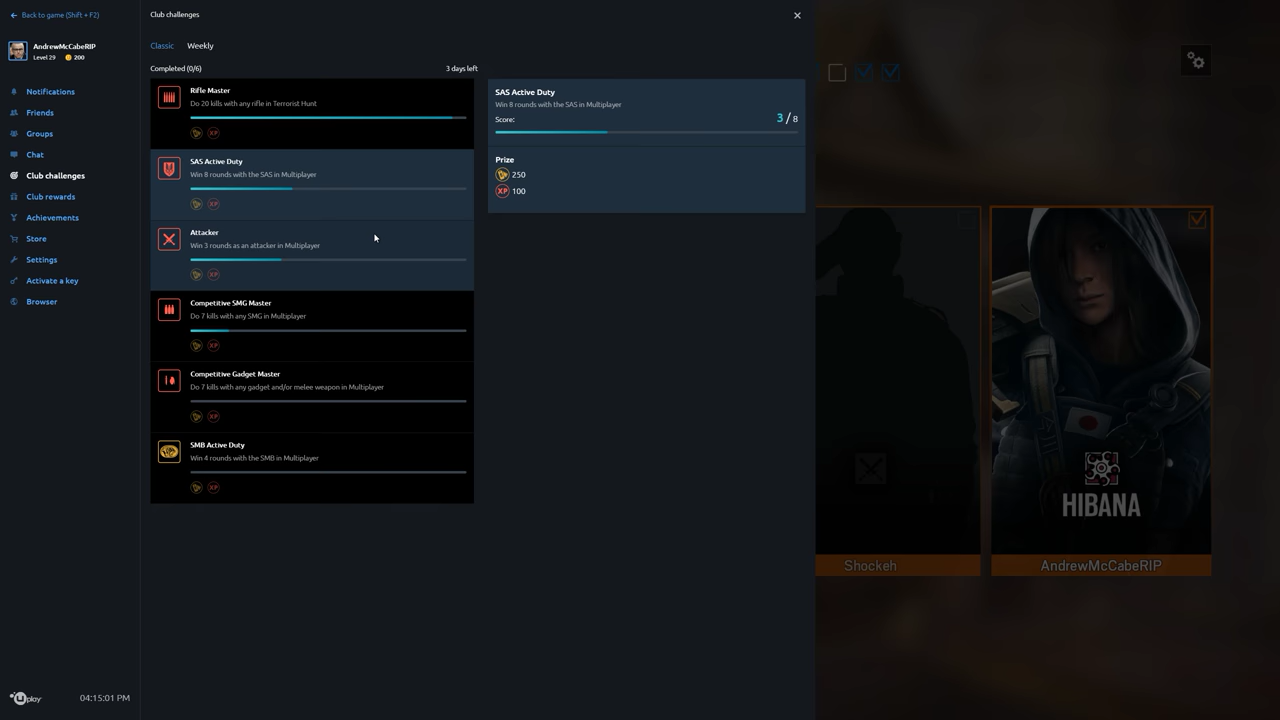 Back to game (Shift + F2)
AndrewMcCabeRIP
Level 29
200
Notifications
Friends
Groups
Chat
Club challenges
Club rewards
Achievements
Store
Settings
Activate a key
Browser
uplay
04:15:01 PM
Club challenges
Classic
Weekly
Completed (0/6)
3 days left
Rifle Master
Do 20 kills with any rifle in Terrorist Hunt
XP
SAS Active Duty
Win 8 rounds with the SAS in Multiplayer
XP
Attacker
Win 3 rounds as an attacker in Multiplayer
XP
Competitive SMG Master
Do 7 kills with any SMG in Multiplayer
XP
Competitive Gadget Master
Do 7 kills with any gadget and/or melee weapon in Multiplayer
XP
SMB Active Duty
Win 4 rounds with the SMB in Multiplayer
XP
SAS Active Duty
Win 8 rounds with the SAS in Multiplayer
Score:
3 / 8
Prize
250
XP 100
HIBANA
Shockeh
AndrewMcCabeRIP